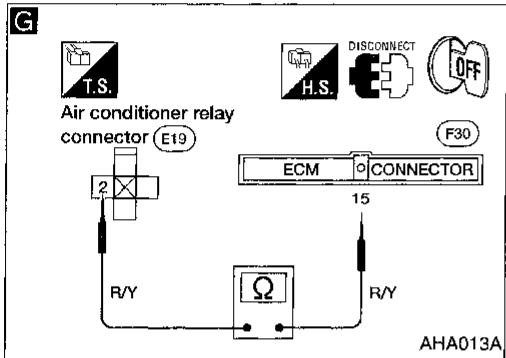 G
T.S.
H.S.
DISCONNECT
OFF
Air conditioner relay
connector E19
F30
2
ECM CONNECTOR
15
R/Y
Ω
R/Y
AHA013A